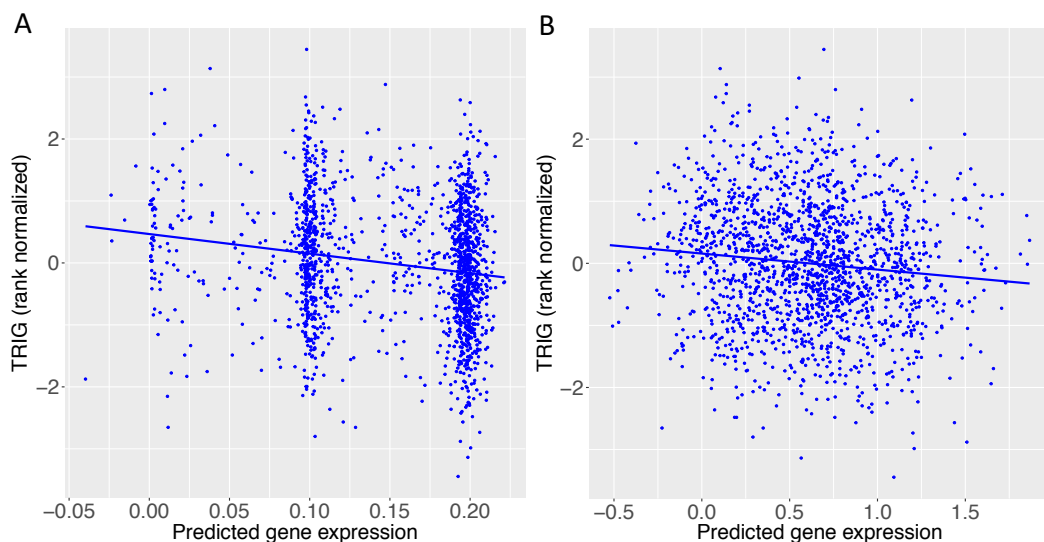 A
TRIG (rank normalized)
2
0
−2
−0.05 0.00 0.05 0.10 0.15 0.20
Predicted gene expression
B
TRIG (rank normalized)
2
0
−2
−0.5 0.0 0.5 1.0 1.5
Predicted gene expression